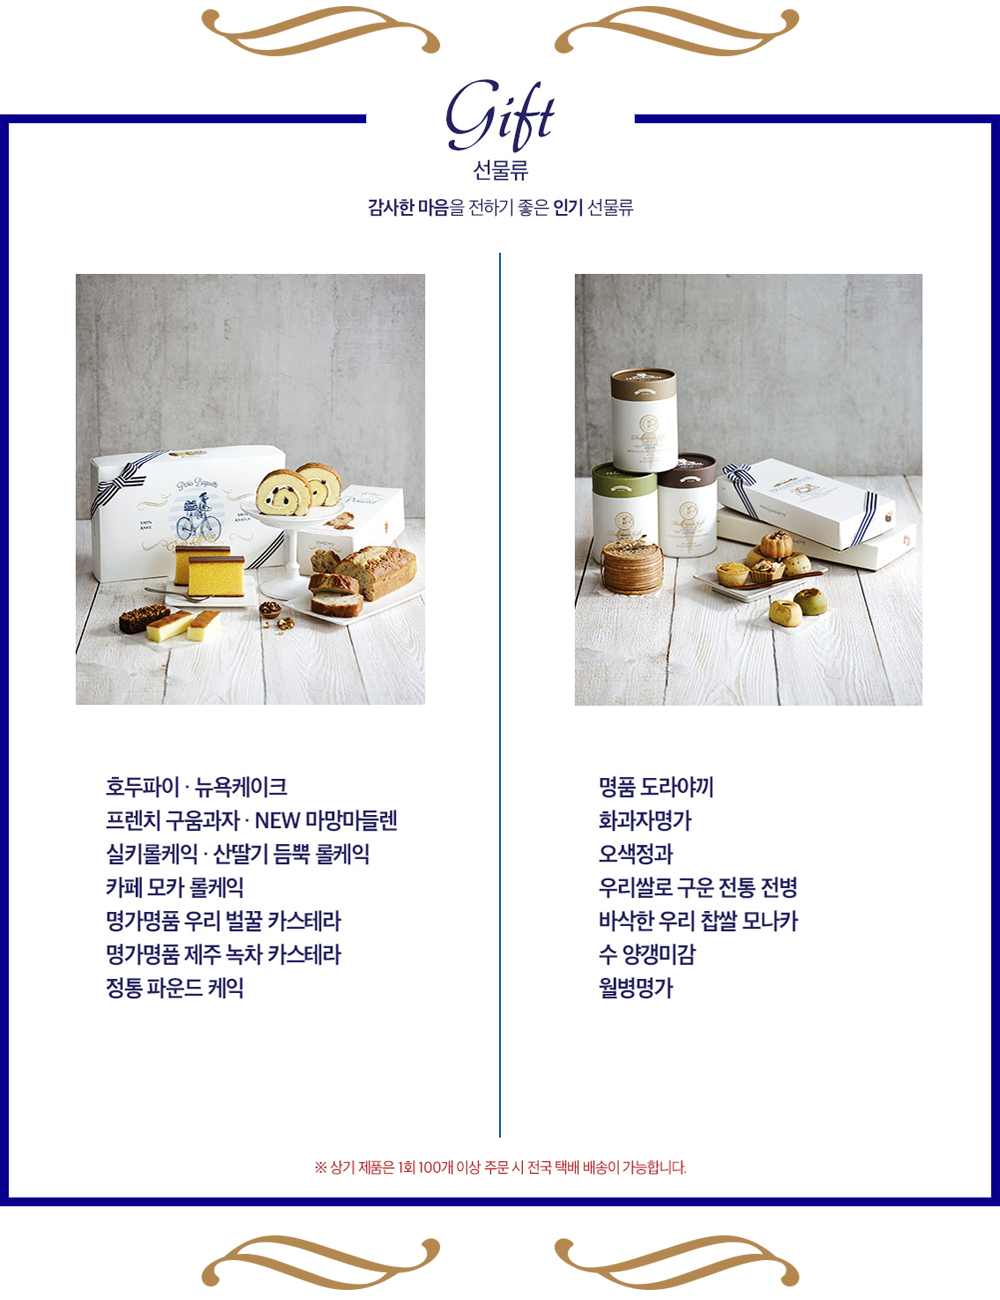 Gift
선물류
감사한 마음을 전하기 좋은 인기 선물류
Paris Baguette
MON AMIE
호두파이 · 뉴욕케이크
프렌치 구움과자 · NEW 마망마들렌
실키롤케익 · 산딸기 듬뿍 롤케익
카페 모카 롤케익
명가명품 우리 벌꿀 카스테라
명가명품 제주 녹차 카스테라
정통 파운드 케익
명품 도라야끼
화과자명가
오색정과
우리쌀로 구운 전통 전병
바삭한 우리 찹쌀 모나카
수 양갱미감
월병명가
※ 상기 제품은 1회 100개 이상 주문 시 전국 택배 배송이 가능합니다.